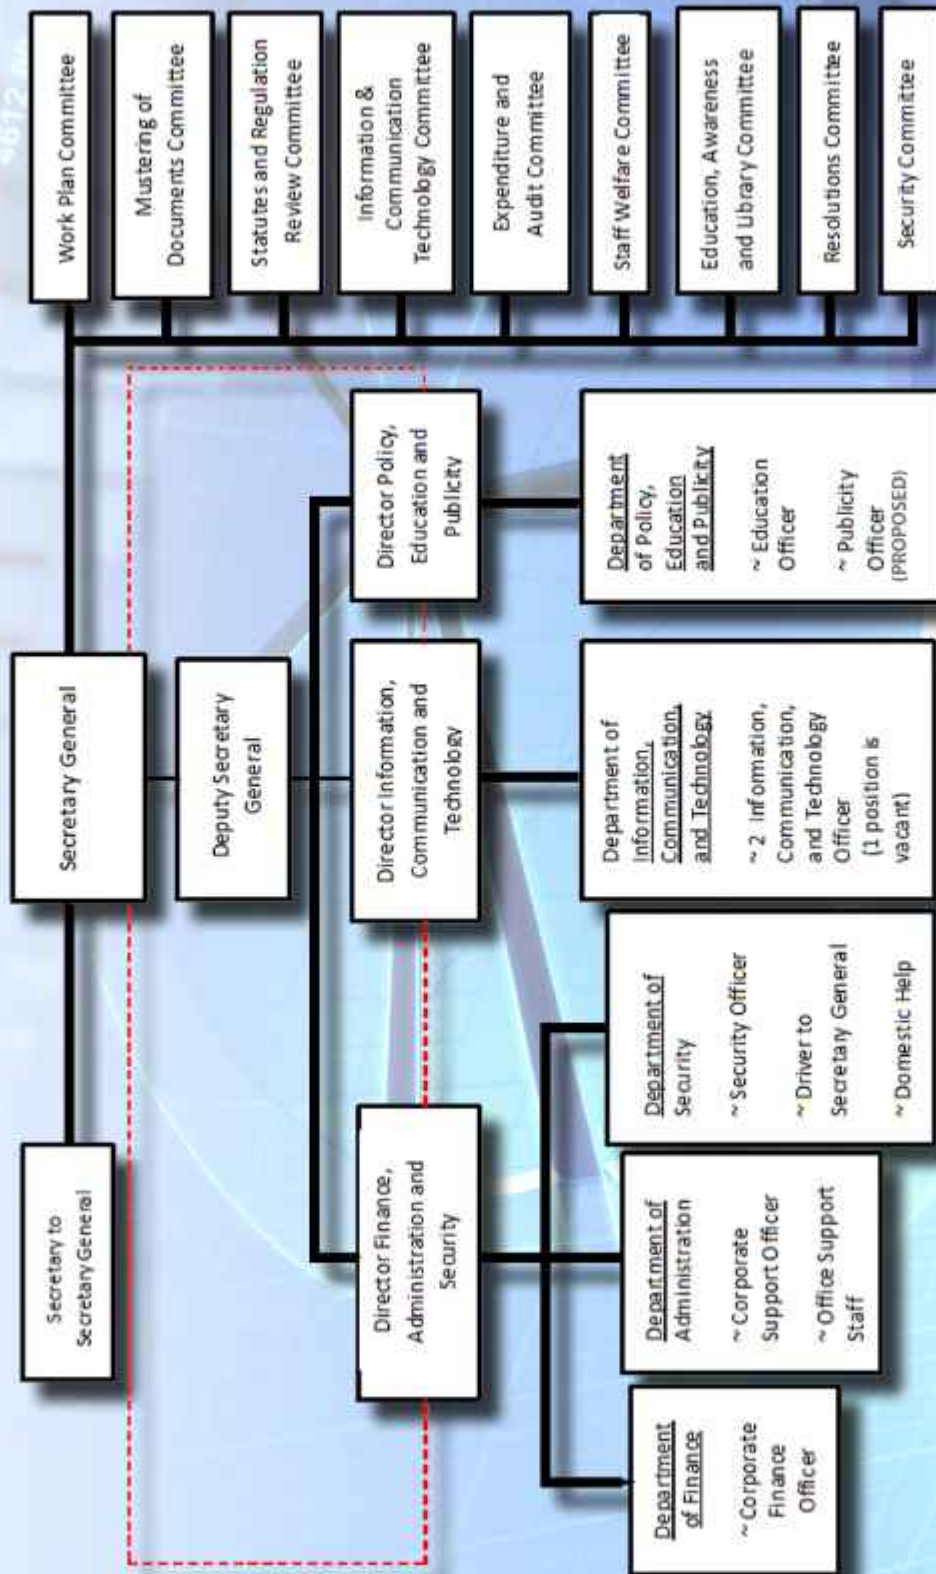 Secretary to
Secretary General
Secretary General
Deputy Secretary
General
Director Finance,
Administration and
Security
Director Information,
Communication and
Technology
Director Policy,
Education and
Publicity
Department
of Finance
~ Corporate
Finance
Officer
Department of
Administration
~ Corporate
Support Officer
~ Office Support
Staff
Department of
Security
~ Security Officer
~ Driver to
Secretary General
~ Domestic Help
Department of
Information,
Communication,
and Technology
~ 2 Information,
Communication,
and Technology
Officer
(1 position is
vacant)
Department
of Policy,
Education
and Publicity
~ Education
Officer
~ Publicity
Officer
(PROPOSED)
Work Plan Committee
Mustering of
Documents Committee
Statutes and Regulation
Review Committee
Information &
Communication
Technology Committee
Expenditure and
Audit Committee
Staff Welfare Committee
Education, Awareness
and Library Committee
Resolutions Committee
Security Committee